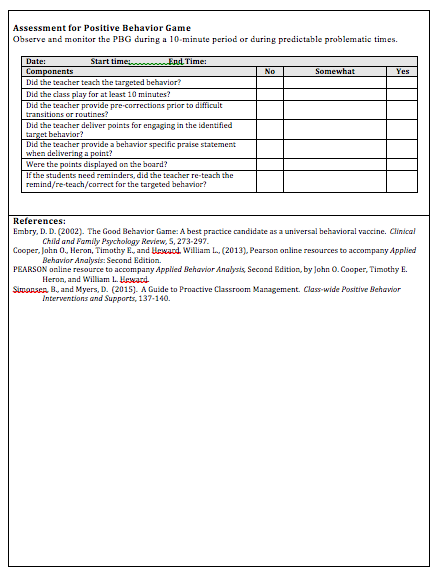 Assessment for Positive Behavior Game
Observe and monitor the PBG during a 10-minute period or during predictable problematic times.
Date: Start time: End Time:
Components No Somewhat Yes
Did the teacher teach the targeted behavior?
Did the class play for at least 10 minutes?
Did the teacher provide pre-corrections prior to difficult
transitions or routines?
Did the teacher deliver points for engaging in the identified
target behavior?
Did the teacher provide a behavior specific praise statement
when delivering a point?
Were the points displayed on the board?
If the students need reminders, did the teacher re-teach the
remind/re-teach/correct for the targeted behavior?
References:
Embry, D. D. (2002). The Good Behavior Game: A best practice candidate as a universal behavioral vaccine. Clinical
Child and Family Psychology Review, 5, 273-297.
Cooper, John O., Heron, Timothy E., and Heward, William L., (2013), Pearson online resources to accompany Applied
Behavior Analysis: Second Edition.
PEARSON online resource to accompany Applied Behavior Analysis, Second Edition, by John O. Cooper, Timothy E.
Heron, and William L. Heward.
Simonsen, B., and Myers, D. (2015). A Guide to Proactive Classroom Management. Class-wide Positive Behavior
Interventions and Supports, 137-140.